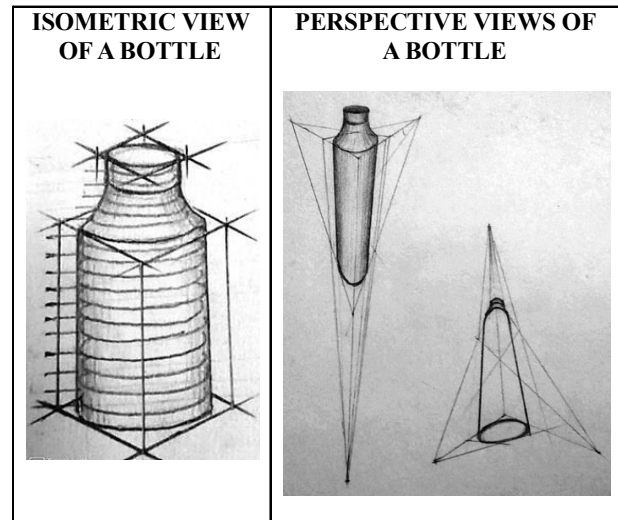 ISOMETRIC VIEW
OF A BOTTLE
PERSPECTIVE VIEWS OF
A BOTTLE